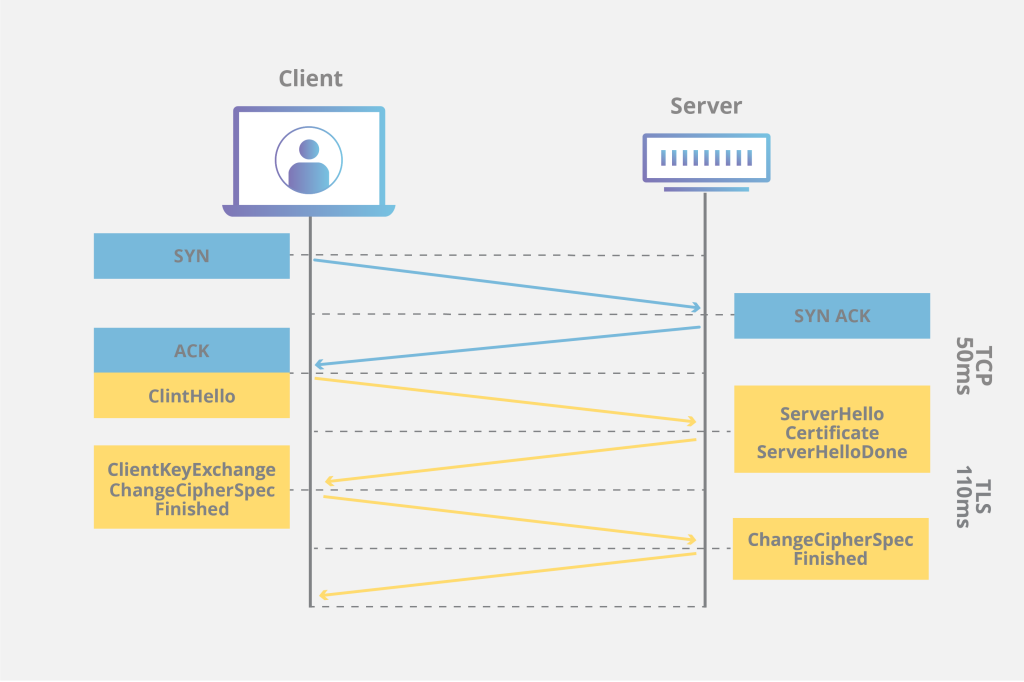 Client
Server
SYN
SYN ACK
ACK
ClintHello
TCP
50ms
ServerHello
Certificate
ServerHelloDone
ClientKeyExchange
ChangeCipherSpec
Finished
TLS
110ms
ChangeCipherSpec
Finished